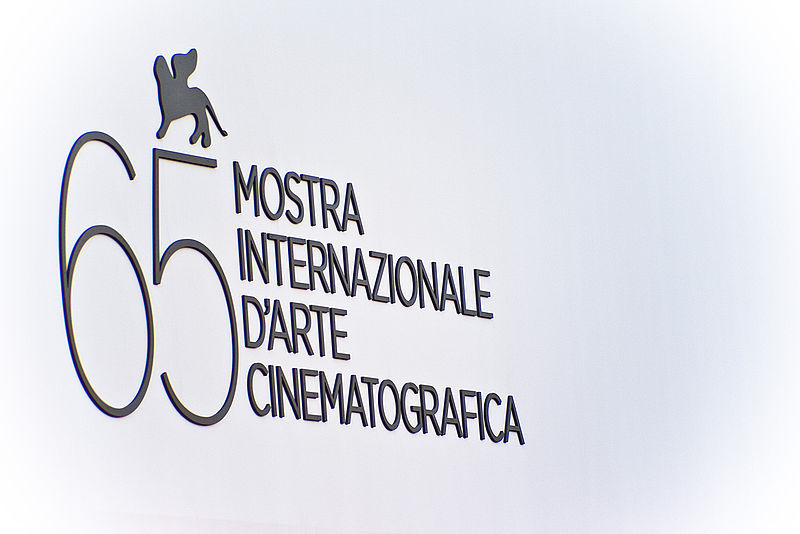 65
MOSTRA
INTERNAZIONALE
D'ARTE
CINEMATOGRAFICA